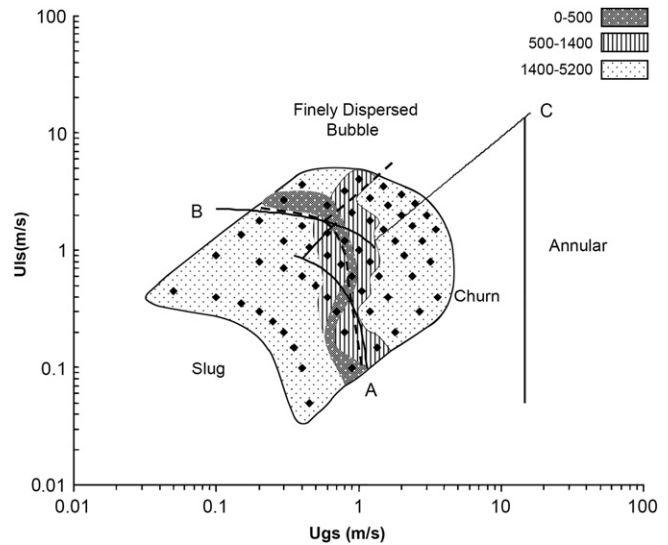 100
10
1
0.1
0.01
Uls(m/s)
0-500
500-1400
1400-5200
Finely Dispersed
Bubble
C
B
Annular
Churn
Slug
A
0.01
0.1
1
10
100
Ugs (m/s)